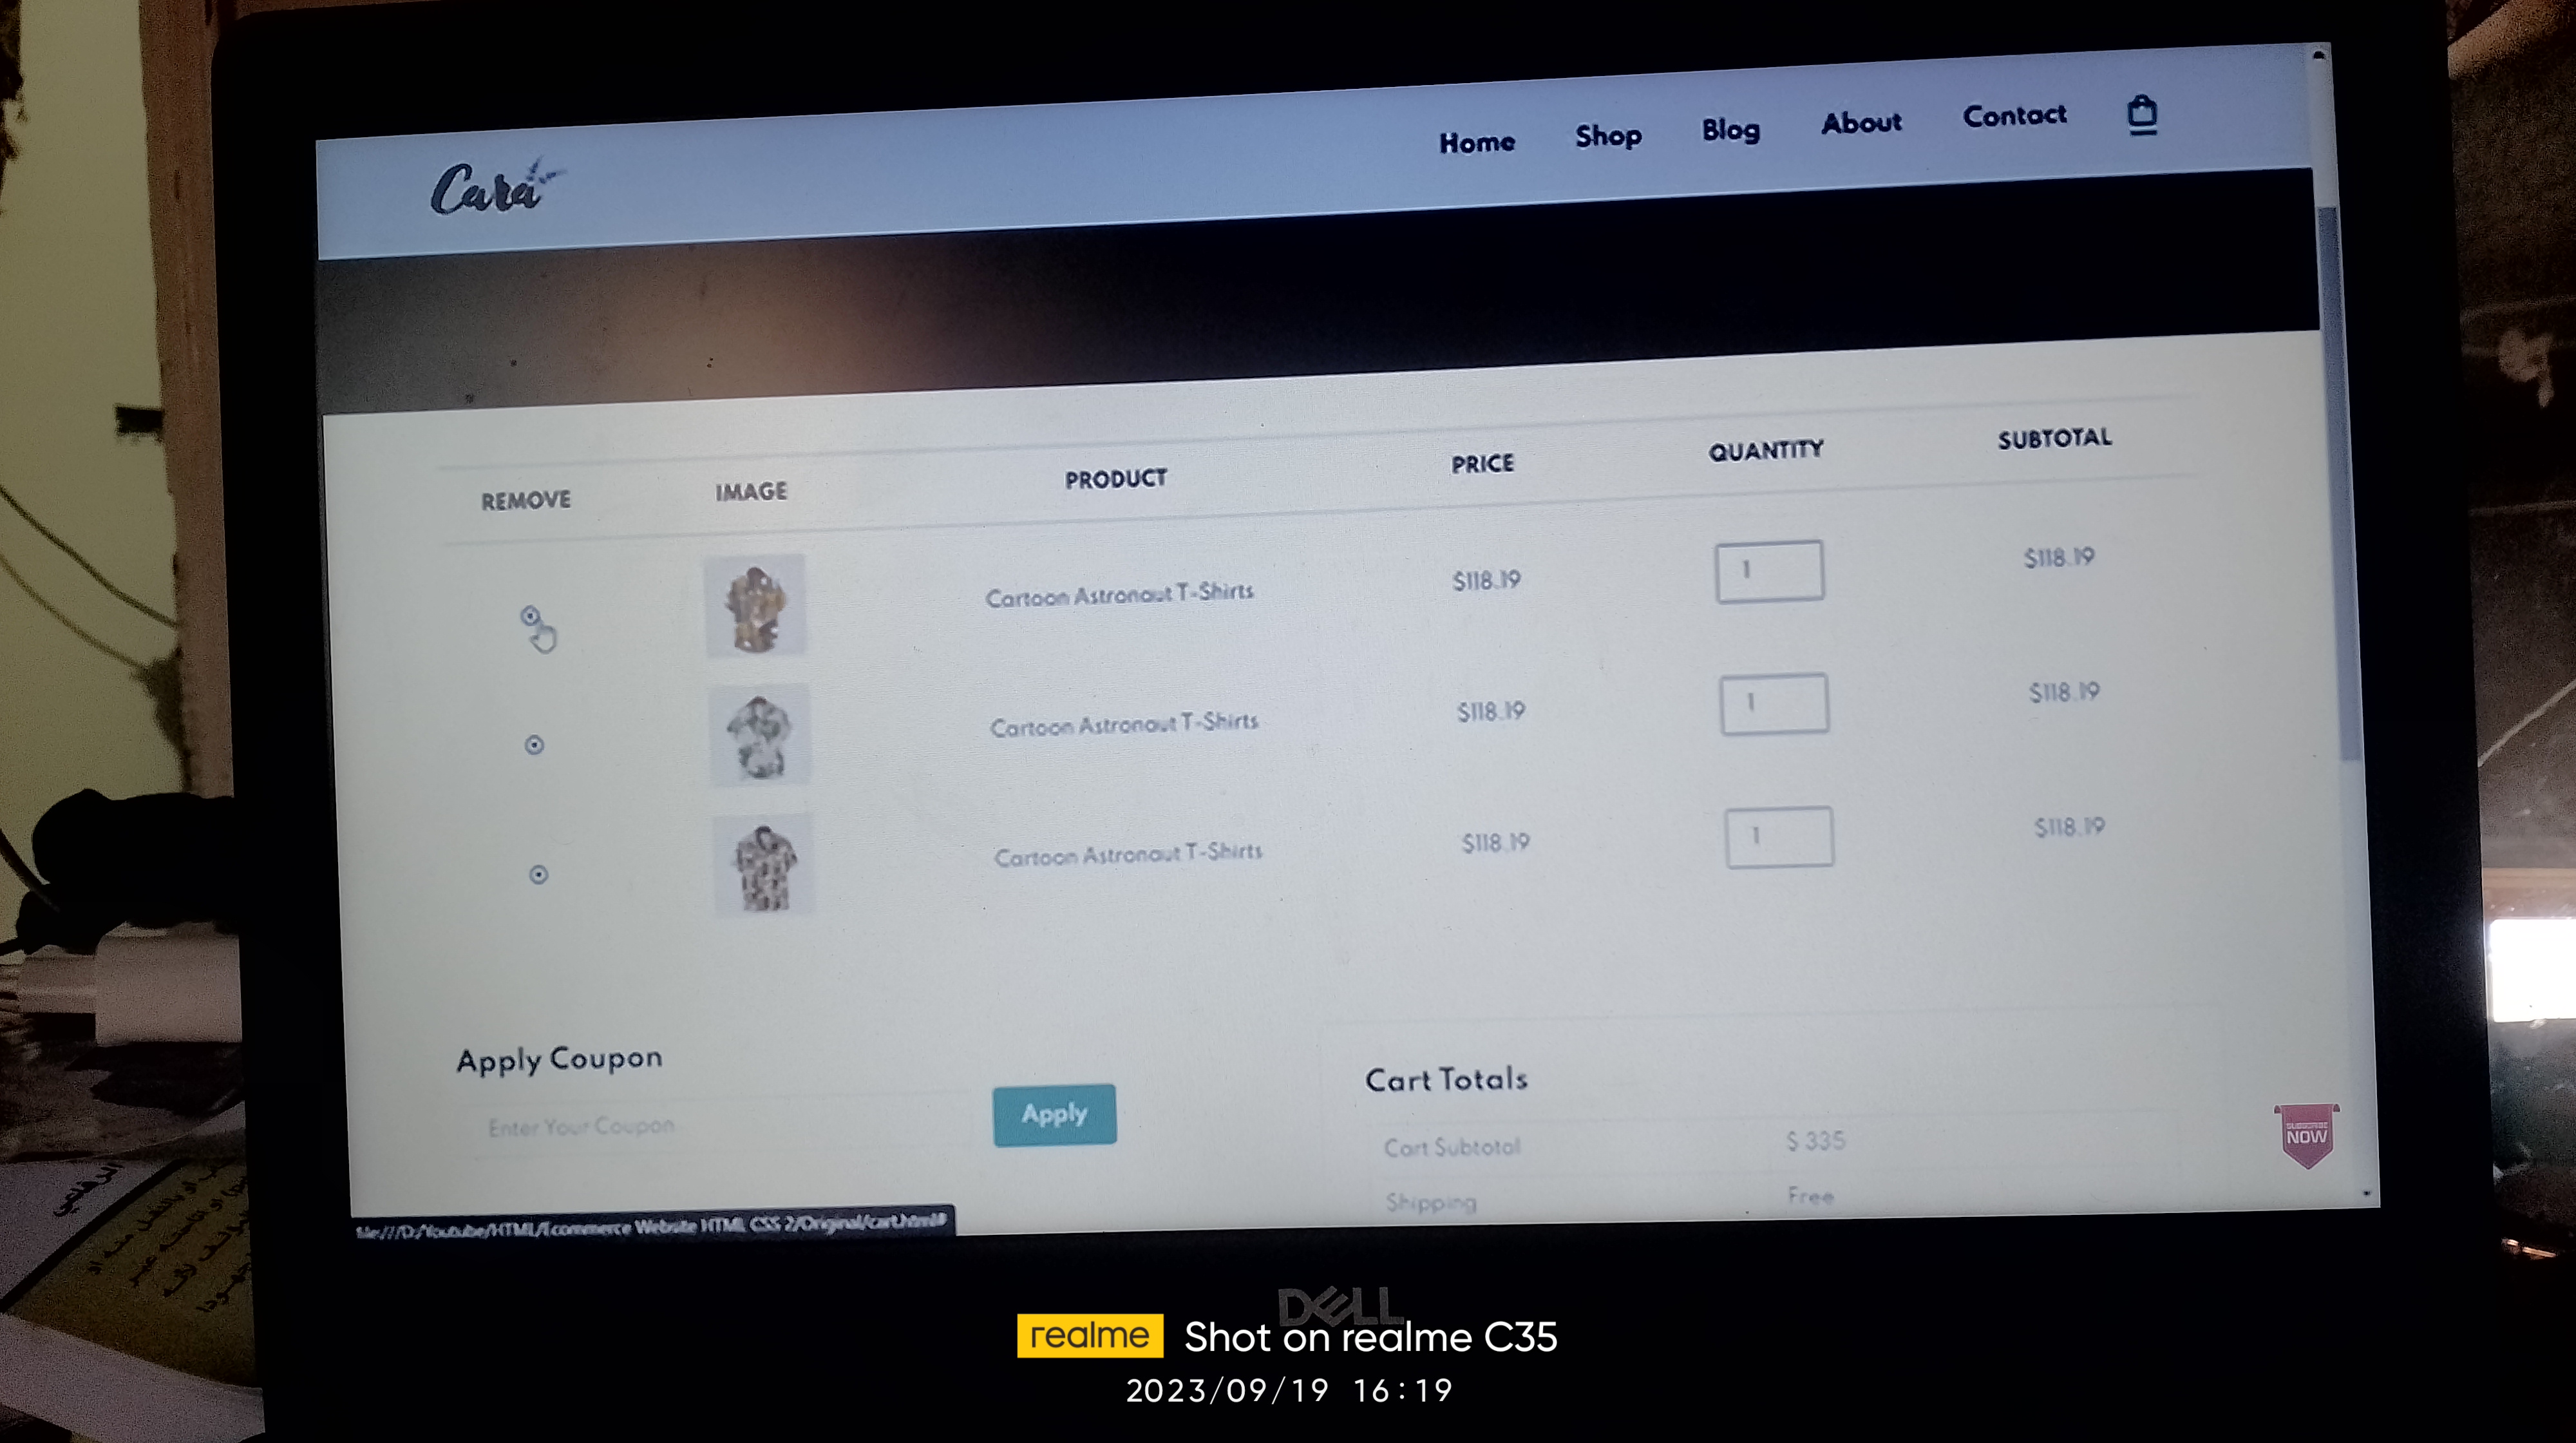 Cara
Home Shop Blog About Contact
REMOVE IMAGE PRODUCT PRICE QUANTITY SUBTOTAL
Cartoon Astronaut T-Shirts $118.19 1 $118.19
Cartoon Astronaut T-Shirts $118.19 1 $118.19
Cartoon Astronaut T-Shirts $118.19 1 $118.19
Apply Coupon
Enter Your Coupon Apply
Cart Totals
Cart Subtotal $ 335
Shipping Free
SUBSCRIBE
NOW
file:///D:/Youtube/HTML/Ecommerce Website HTML CSS 2/Original/cart.html#
DELL
realme Shot on realme C35
2023/09/19 16:19